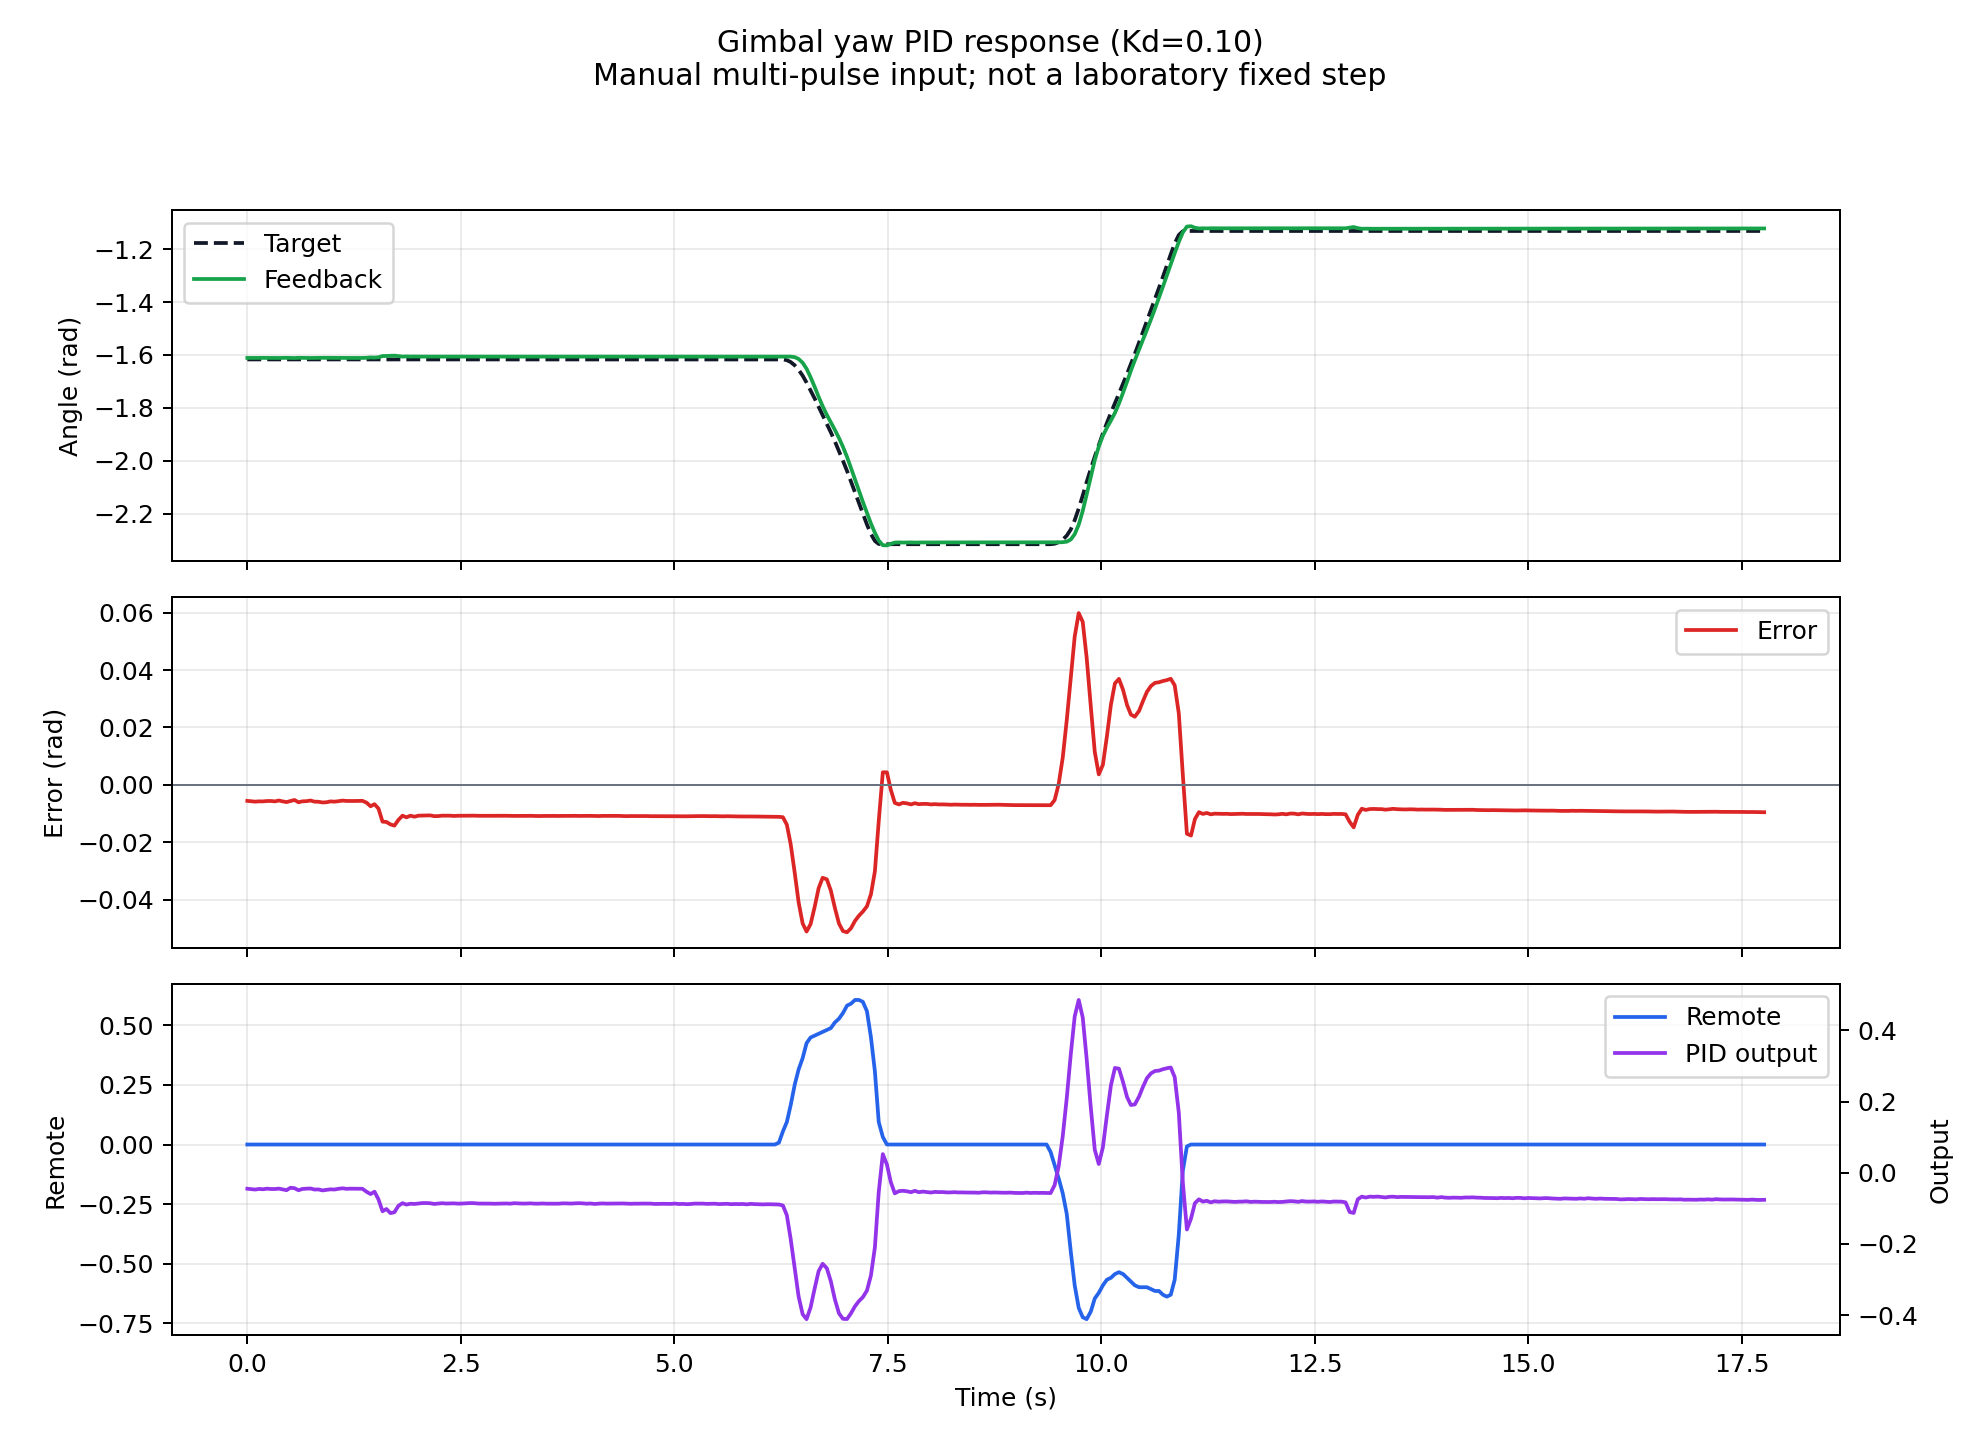 Gimbal yaw PID response (Kd=0.10)
Manual multi-pulse input; not a laboratory fixed step
Target
Feedback
Angle (rad)
−1.2
−1.4
−1.6
−1.8
−2.0
−2.2
Error
Error (rad)
0.06
0.04
0.02
0.00
−0.02
−0.04
Remote
PID output
Remote
0.50
0.25
0.00
−0.25
−0.50
−0.75
0.4
0.2
0.0
−0.2
−0.4
Output
0.0
2.5
5.0
7.5
10.0
12.5
15.0
17.5
Time (s)